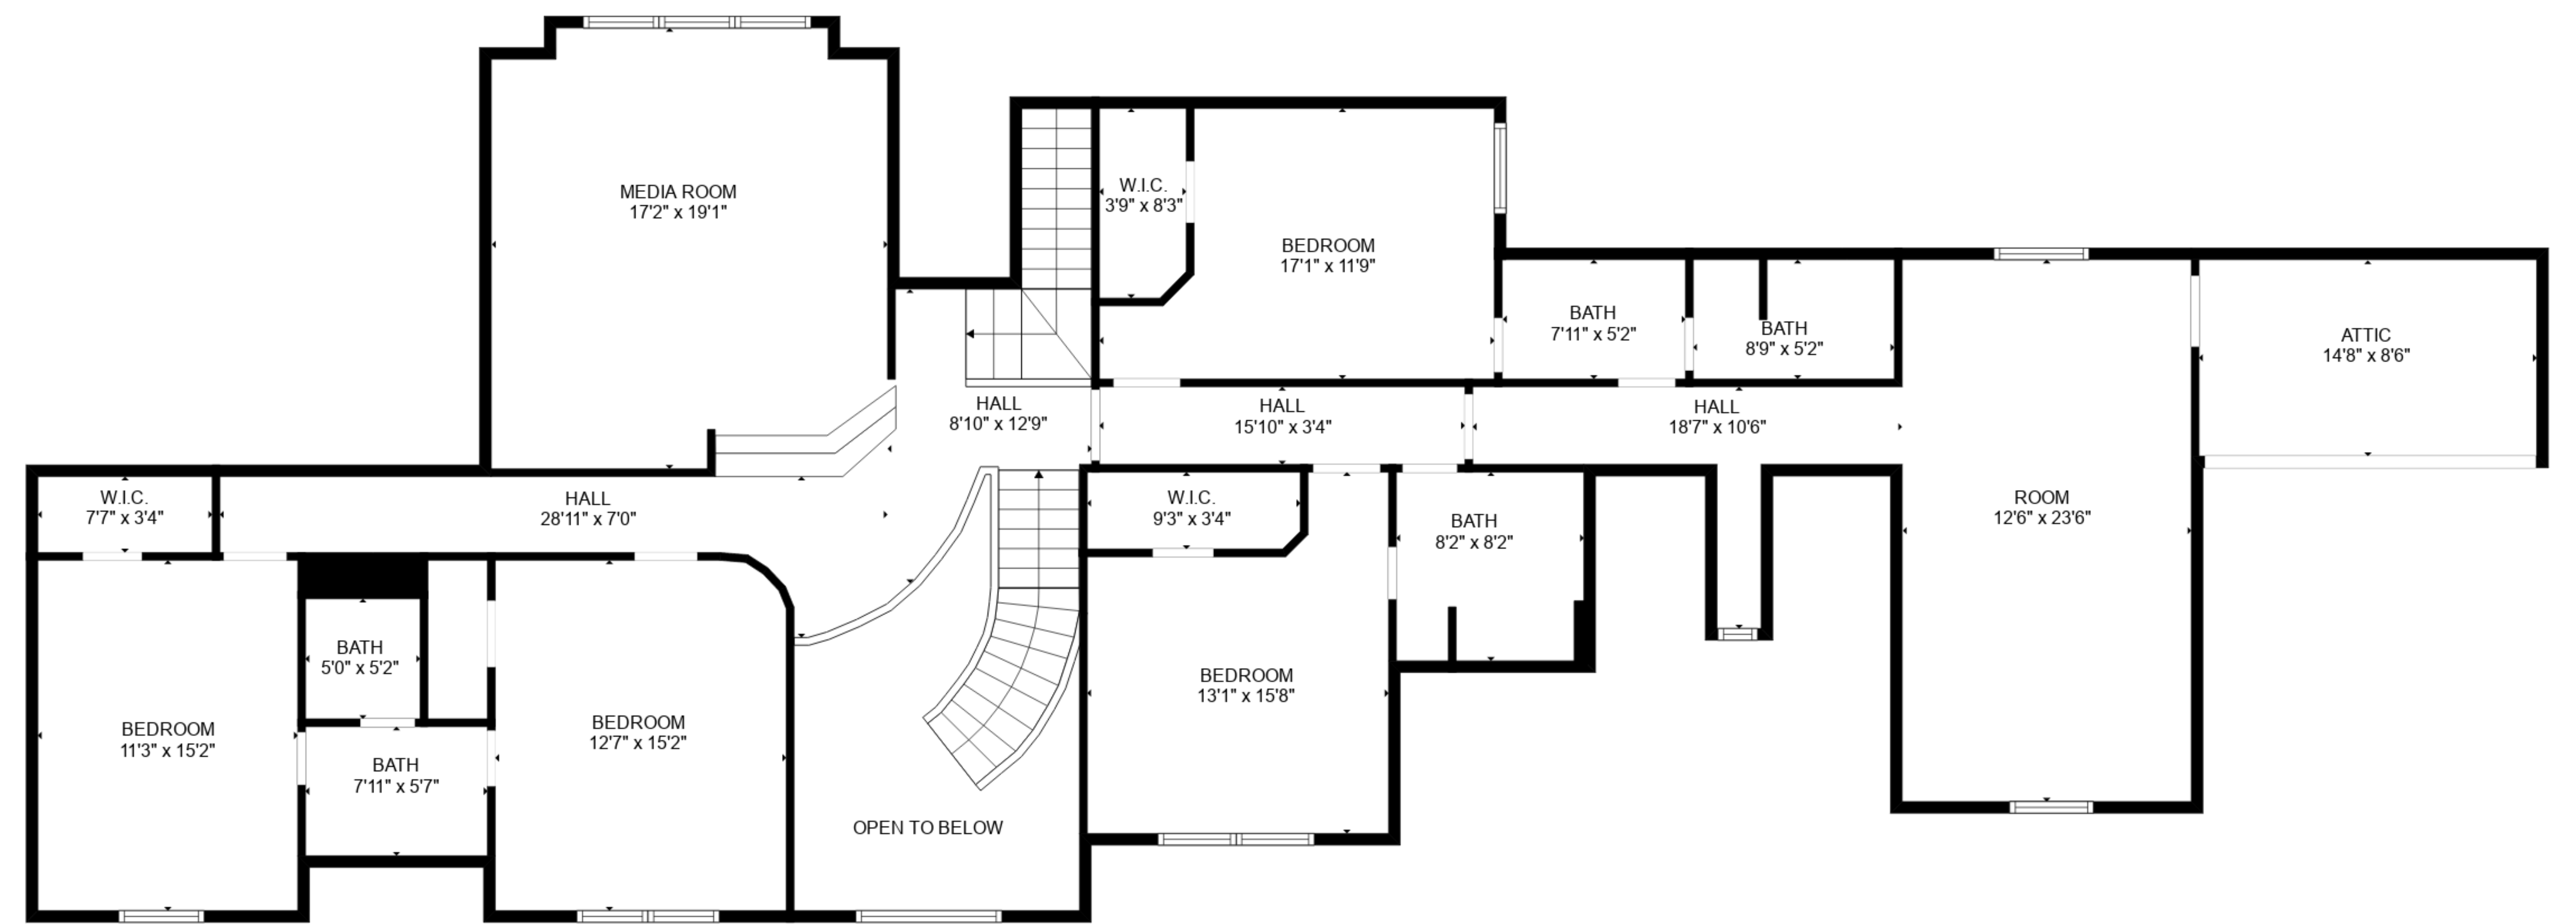 MEDIA ROOM
17'2" x 19'1"
W.I.C.
3'9" x 8'3"
BEDROOM
17'1" x 11'9"
BATH
7'11" x 5'2"
BATH
8'9" x 5'2"
ATTIC
14'8" x 8'6"
HALL
8'10" x 12'9"
HALL
15'10" x 3'4"
HALL
18'7" x 10'6"
W.I.C.
7'7" x 3'4"
HALL
28'11" x 7'0"
W.I.C.
9'3" x 3'4"
BATH
8'2" x 8'2"
ROOM
12'6" x 23'6"
BATH
5'0" x 5'2"
BEDROOM
11'3" x 15'2"
BATH
7'11" x 5'7"
BEDROOM
12'7" x 15'2"
BEDROOM
13'1" x 15'8"
OPEN TO BELOW